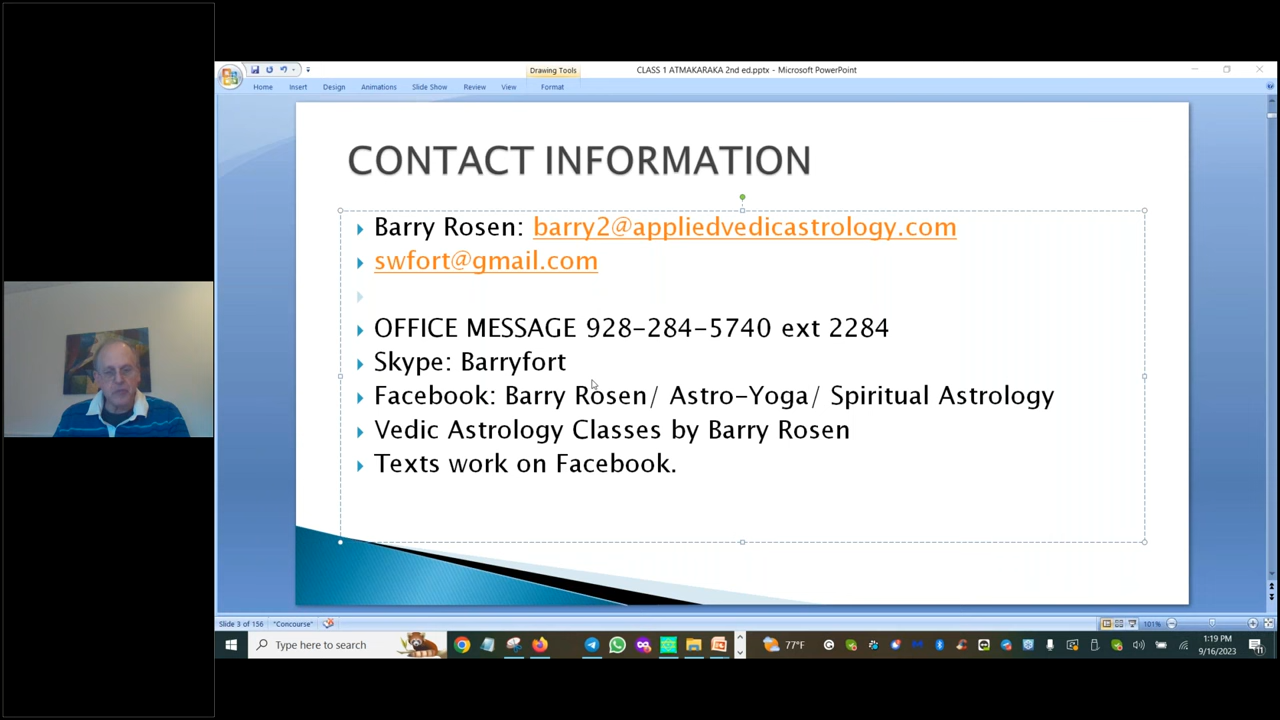 CLASS 1 ATMAKARAKA 2nd ed.pptx - Microsoft PowerPoint
Drawing Tools
Home Insert Design Animations Slide Show Review View Format
CONTACT INFORMATION
Barry Rosen: barry2@appliedvedicastrology.com
swfort@gmail.com
OFFICE MESSAGE 928-284-5740 ext 2284
Skype: Barryfort
Facebook: Barry Rosen/ Astro-Yoga/ Spiritual Astrology
Vedic Astrology Classes by Barry Rosen
Texts work on Facebook.
Slide 3 of 156 "Concourse" 101%
Type here to search 77°F 1:19 PM
9/16/2023 11